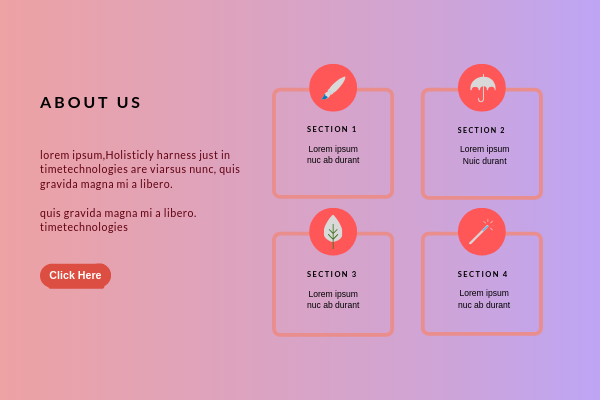 ABOUT US
lorem ipsum,Holisticly harness just in
timetechnologies are viarsus nunc, quis
gravida magna mi a libero.
quis gravida magna mi a libero.
timetechnologies
Click Here
SECTION 1
Lorem ipsum
nuc ab durant
SECTION 2
Lorem ipsum
Nuic durant
SECTION 3
Lorem ipsum
nuc ab durant
SECTION 4
Lorem ipsum
nuc ab durant